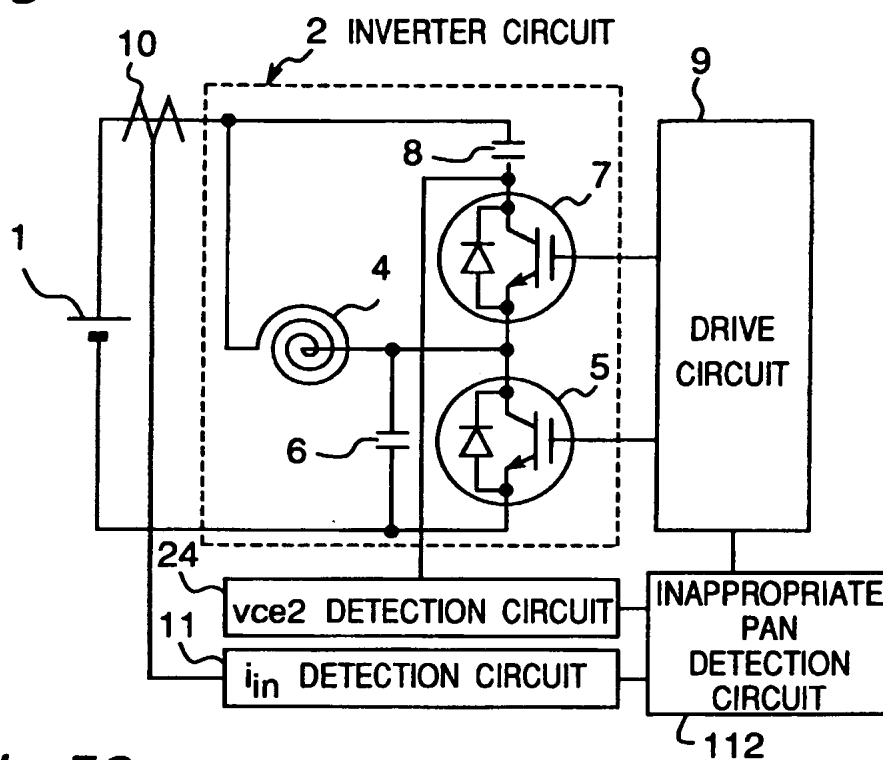 2 INVERTER CIRCUIT
10
9
8
7
1
4
DRIVE
CIRCUIT
5
6
24
vce2 DETECTION CIRCUIT
INAPPROPRIATE
PAN
DETECTION
CIRCUIT
11
iin DETECTION CIRCUIT
112